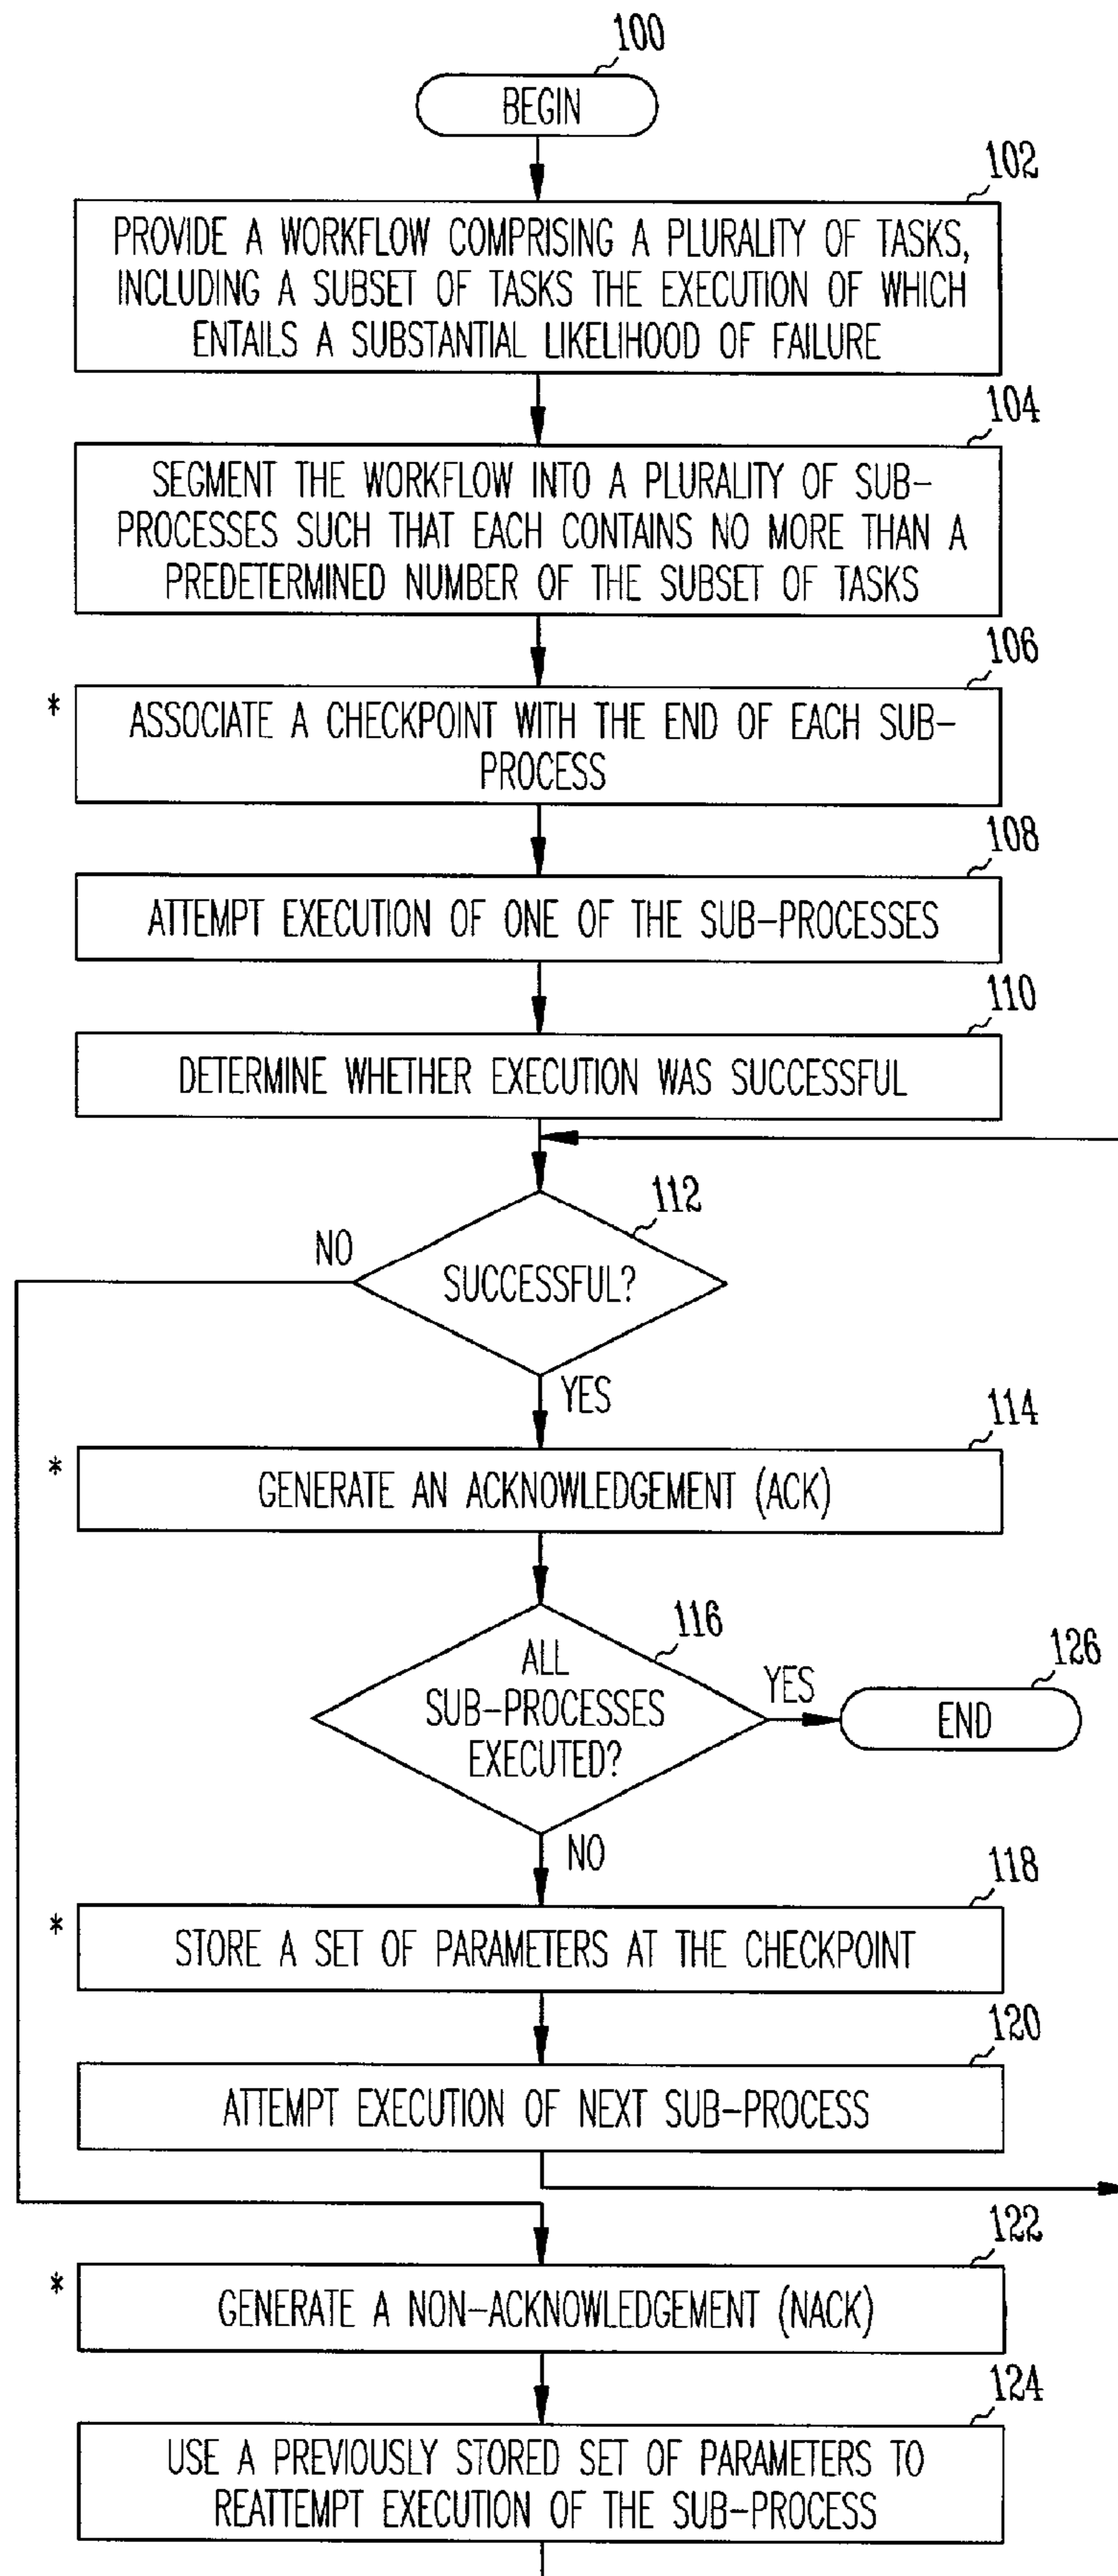 100
BEGIN
102
PROVIDE A WORKFLOW COMPRISING A PLURALITY OF TASKS,
INCLUDING A SUBSET OF TASKS THE EXECUTION OF WHICH
ENTAILS A SUBSTANTIAL LIKELIHOOD OF FAILURE
104
SEGMENT THE WORKFLOW INTO A PLURALITY OF SUB-
PROCESSES SUCH THAT EACH CONTAINS NO MORE THAN A
PREDETERMINED NUMBER OF THE SUBSET OF TASKS
106
*
ASSOCIATE A CHECKPOINT WITH THE END OF EACH SUB-
PROCESS
108
ATTEMPT EXECUTION OF ONE OF THE SUB-PROCESSES
110
DETERMINE WHETHER EXECUTION WAS SUCCESSFUL
112
NO
SUCCESSFUL?
YES
114
*
GENERATE AN ACKNOWLEDGEMENT (ACK)
116
ALL
SUB-PROCESSES
EXECUTED?
YES
126
END
NO
118
*
STORE A SET OF PARAMETERS AT THE CHECKPOINT
120
ATTEMPT EXECUTION OF NEXT SUB-PROCESS
122
*
GENERATE A NON-ACKNOWLEDGEMENT (NACK)
124
USE A PREVIOUSLY STORED SET OF PARAMETERS TO
REATTEMPT EXECUTION OF THE SUB-PROCESS